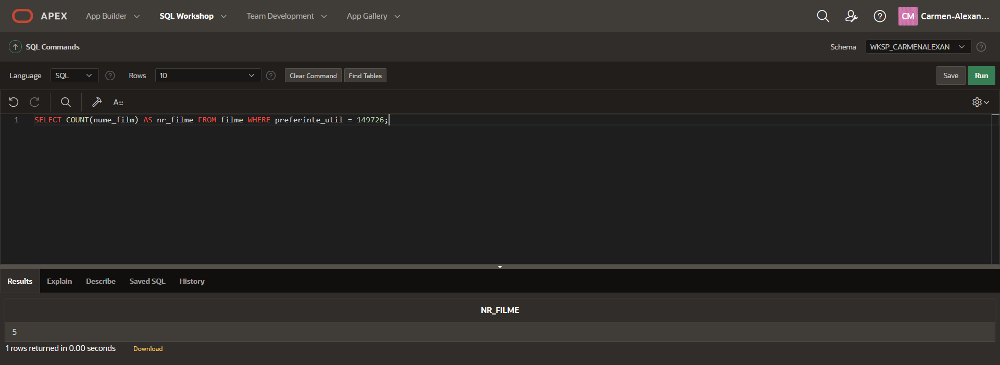 APEX App Builder SQL Workshop Team Development App Gallery CM Carmen-Alexan...
SQL Commands Schema WKSP_CARMENALEXAN
Language SQL Rows 10 Clear Command Find Tables Save Run
A
1 SELECT COUNT(nume_film) AS nr_filme FROM filme WHERE preferinte_util = 149726;
Results Explain Describe Saved SQL History
NR_FILME
5
1 rows returned in 0.00 seconds Download